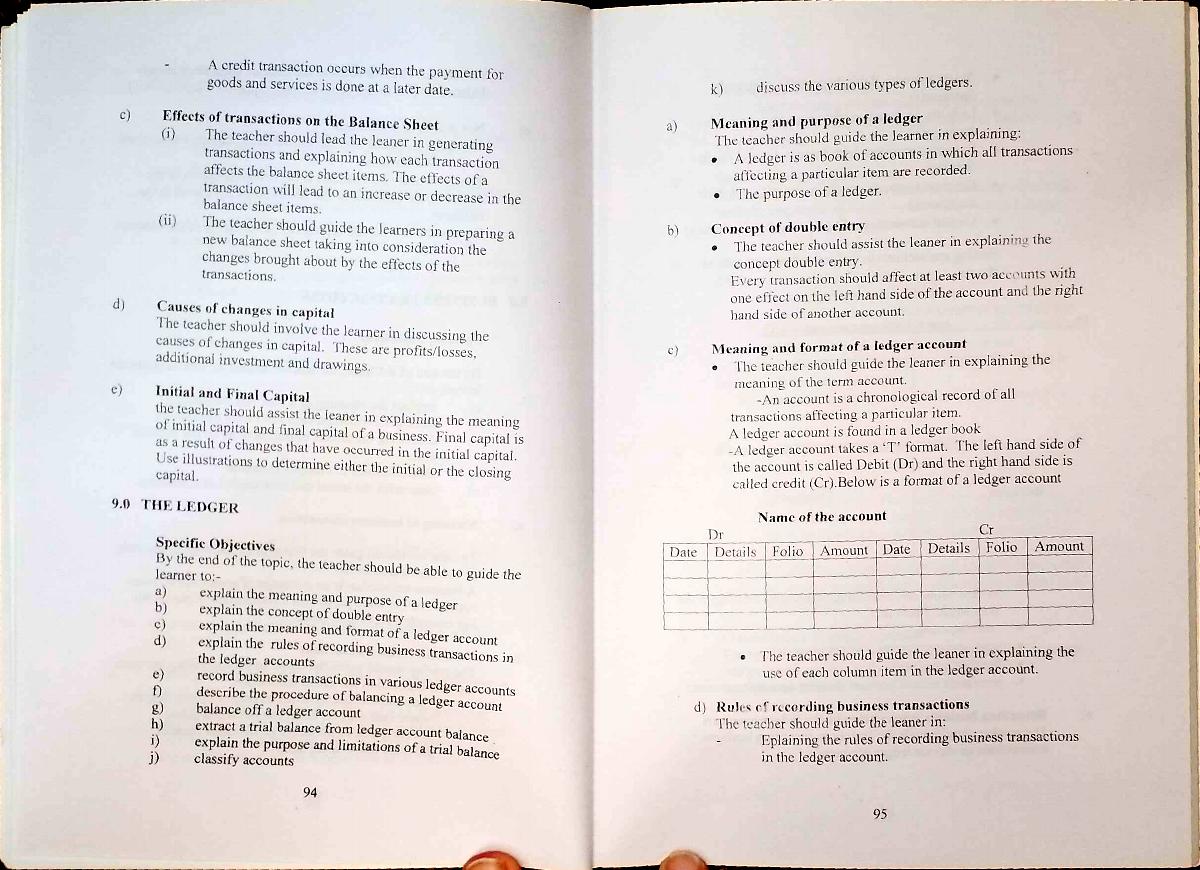 - A credit transaction occurs when the payment for
goods and services is done at a later date.
c) Effects of transactions on the Balance Sheet
(i) The teacher should lead the leaner in generating
transactions and explaining how each transaction
affects the balance sheet items. The effects of a
transaction will lead to an increase or decrease in the
balance sheet items.
(ii) The teacher should guide the learners in preparing a
new balance sheet taking into consideration the
changes brought about by the effects of the
transactions.
d) Causes of changes in capital
The teacher should involve the learner in discussing the
causes of changes in capital. These are profits/losses,
additional investment and drawings.
e) Initial and Final Capital
the teacher should assist the leaner in explaining the meaning
of initial capital and final capital of a business. Final capital is
as a result of changes that have occurred in the initial capital.
Use illustrations to determine either the initial or the closing
capital.
9.0 THE LEDGER
Specific Objectives
By the end of the topic, the teacher should be able to guide the
learner to:-
a) explain the meaning and purpose of a ledger
b) explain the concept of double entry
c) explain the meaning and format of a ledger account
d) explain the rules of recording business transactions in
the ledger accounts
e) record business transactions in various ledger accounts
f) describe the procedure of balancing a ledger account
g) balance off a ledger account
h) extract a trial balance from ledger account balance
i) explain the purpose and limitations of a trial balance
j) classify accounts
94
k) discuss the various types of ledgers.
a) Meaning and purpose of a ledger
The teacher should guide the learner in explaining:
• A ledger is as book of accounts in which all transactions
affecting a particular item are recorded.
• The purpose of a ledger.
b) Concept of double entry
• The teacher should assist the leaner in explaining the
concept double entry.
Every transaction should affect at least two accounts with
one effect on the left hand side of the account and the right
hand side of another account.
c) Meaning and format of a ledger account
• The teacher should guide the leaner in explaining the
meaning of the term account.
-An account is a chronological record of all
transactions affecting a particular item.
A ledger account is found in a ledger book
-A ledger account takes a ‘T’ format. The left hand side of
the account is called Debit (Dr) and the right hand side is
called credit (Cr).Below is a format of a ledger account
Name of the account
Dr Cr
Date Details Folio Amount Date Details Folio Amount
• The teacher should guide the leaner in explaining the
use of each column item in the ledger account.
d) Rules of recording business transactions
The teacher should guide the leaner in:
- Eplaining the rules of recording business transactions
in the ledger account.
95